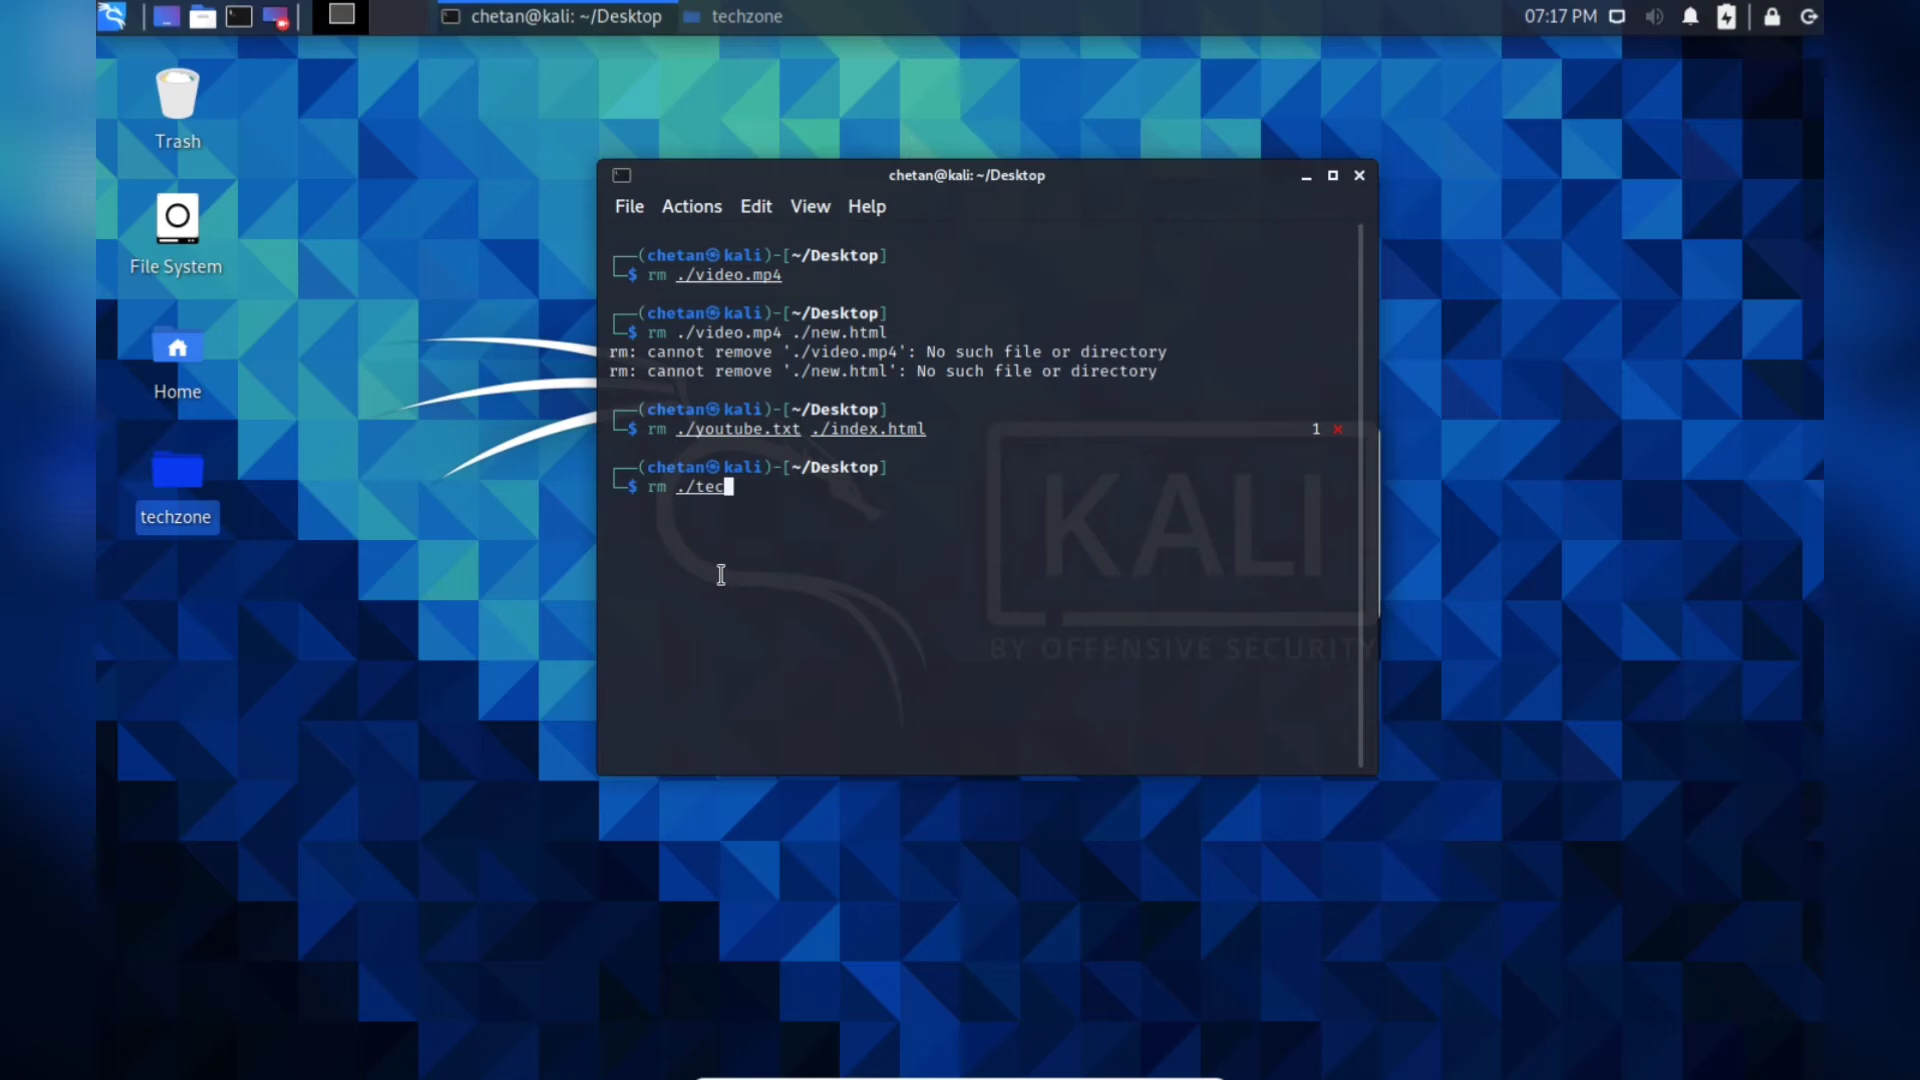 chetan@kali: ~/Desktop
techzone
07:17 PM
Trash
File System
Home
techzone
chetan@kali: ~/Desktop
File Actions Edit View Help
┌──(chetan㉿kali)-[~/Desktop]
└─$ rm ./video.mp4
┌──(chetan㉿kali)-[~/Desktop]
└─$ rm ./video.mp4 ./new.html
rm: cannot remove './video.mp4': No such file or directory
rm: cannot remove './new.html': No such file or directory
┌──(chetan㉿kali)-[~/Desktop]
└─$ rm ./youtube.txt ./index.html 1 ⨯
┌──(chetan㉿kali)-[~/Desktop]
└─$ rm ./tec
KALI
BY OFFENSIVE SECURITY